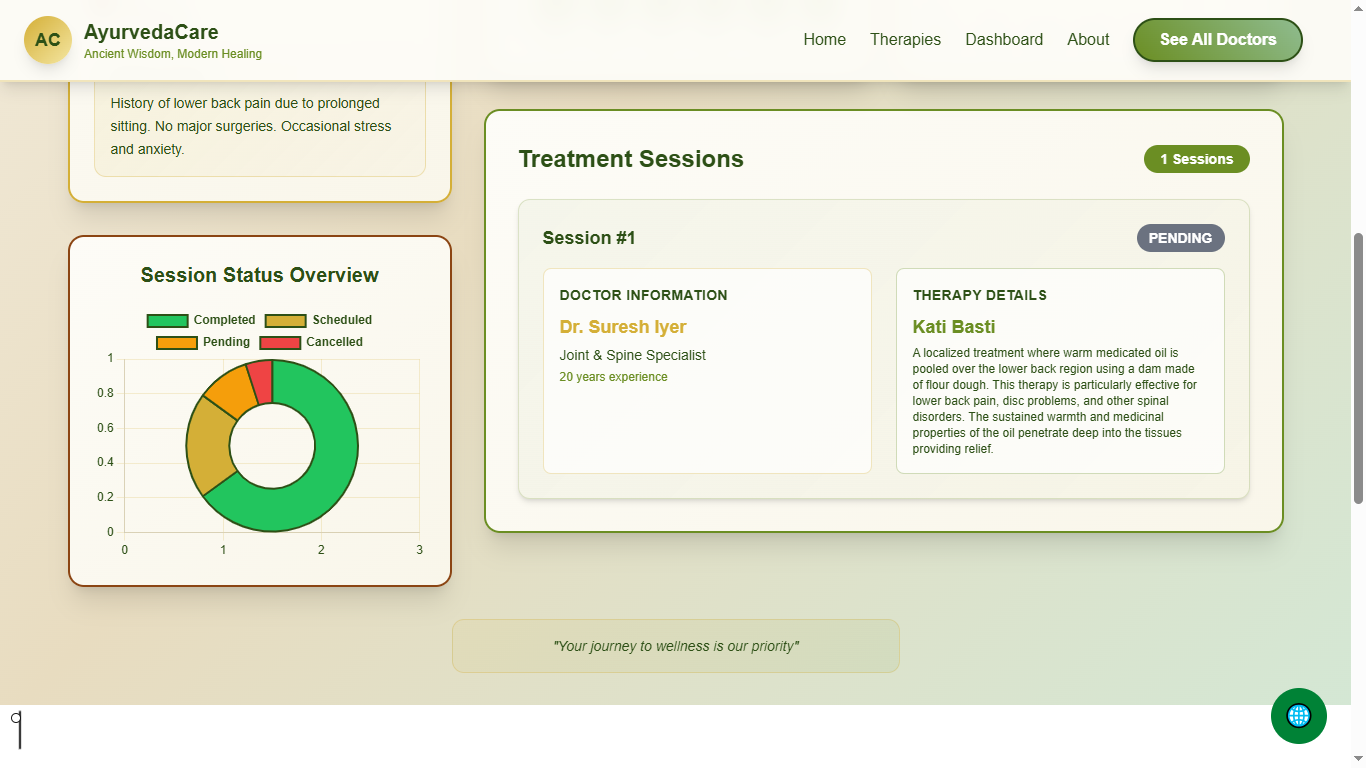 AC
AyurvedaCare
Ancient Wisdom, Modern Healing
Home
Therapies
Dashboard
About
See All Doctors
History of lower back pain due to prolonged
sitting. No major surgeries. Occasional stress
and anxiety.
Session Status Overview
Completed
Scheduled
Pending
Cancelled
1
0.8
0.6
0.4
0.2
0
0
1
2
3
Treatment Sessions
1 Sessions
Session #1
PENDING
DOCTOR INFORMATION
Dr. Suresh Iyer
Joint & Spine Specialist
20 years experience
THERAPY DETAILS
Kati Basti
A localized treatment where warm medicated oil is
pooled over the lower back region using a dam made
of flour dough. This therapy is particularly effective for
lower back pain, disc problems, and other spinal
disorders. The sustained warmth and medicinal
properties of the oil penetrate deep into the tissues
providing relief.
"Your journey to wellness is our priority"